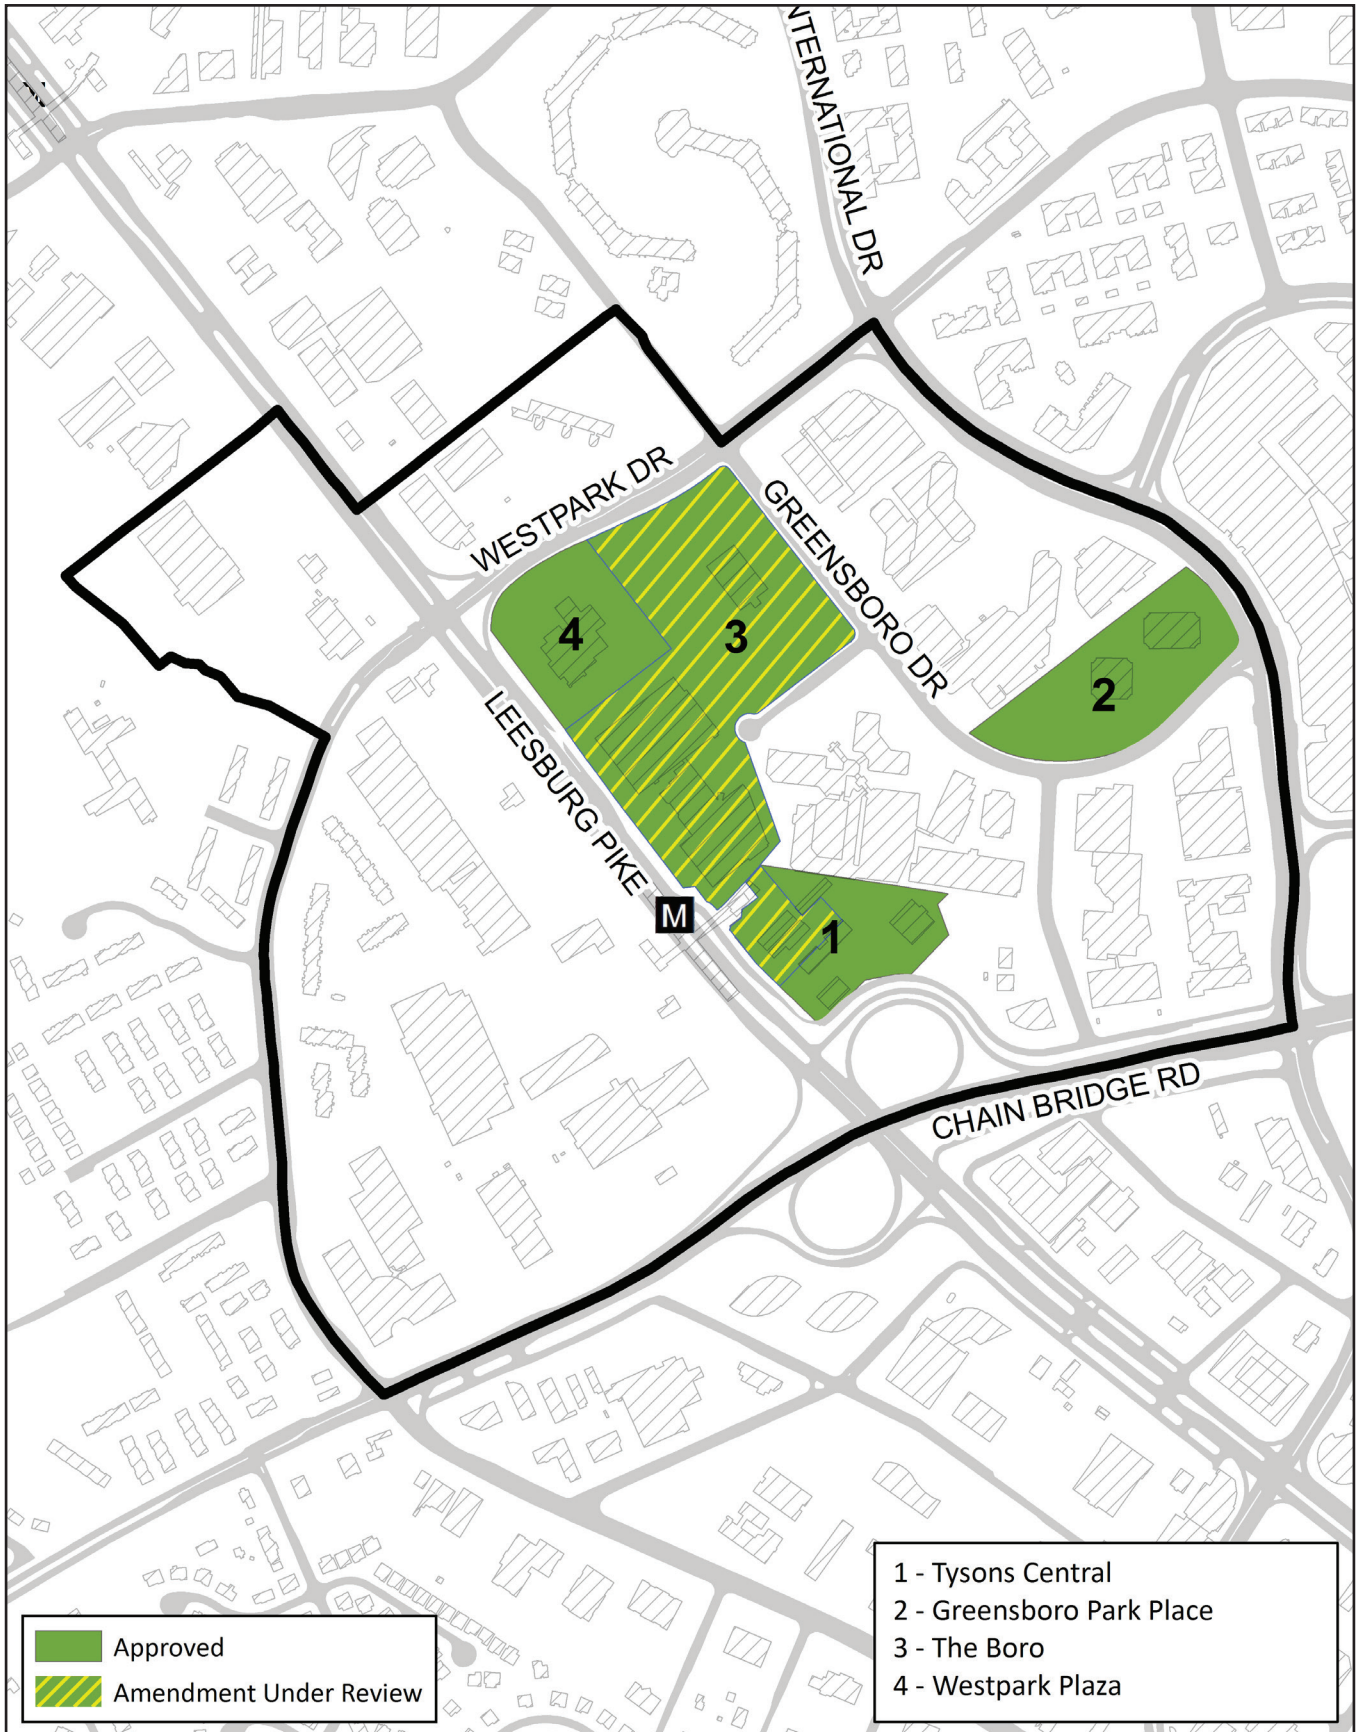 NTERNATIONAL DR
WESTPARK DR
GREENSBORO DR
4
3
2
LEESBURG PIKE
M
1
CHAIN BRIDGE RD
1 - Tysons Central
2 - Greensboro Park Place
3 - The Boro
4 - Westpark Plaza
Approved
Amendment Under Review